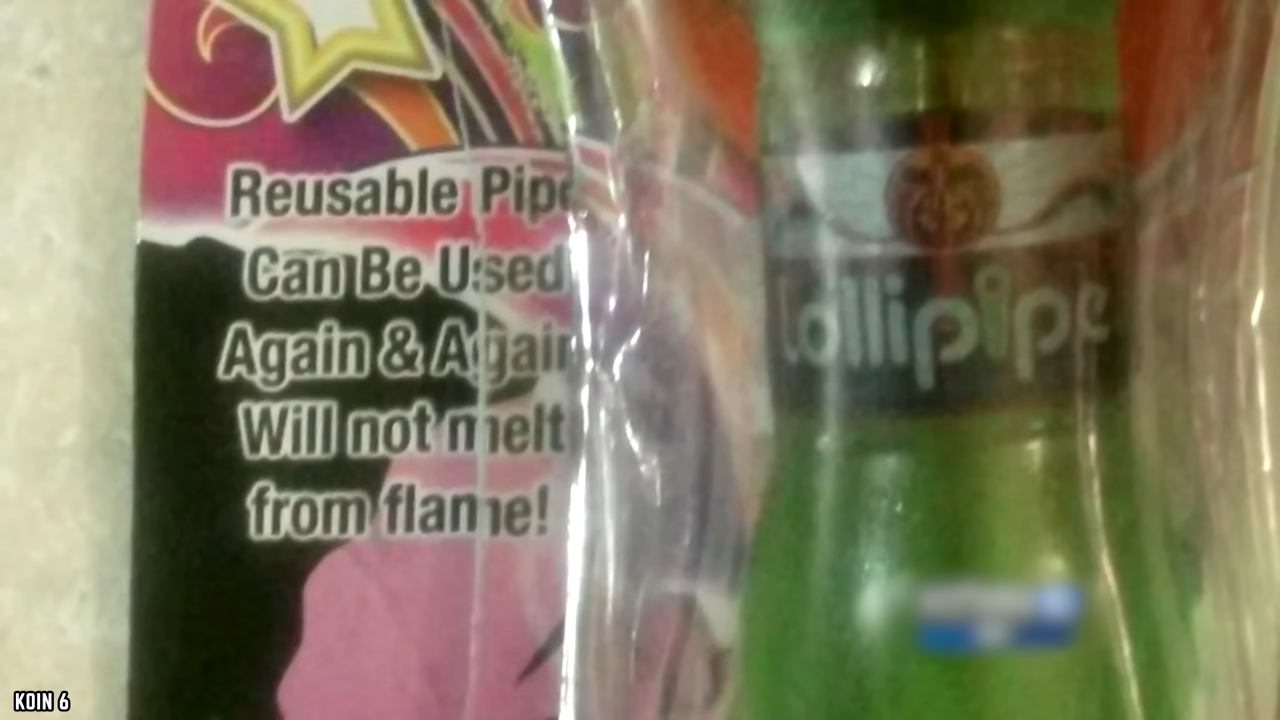 Reusable Pipe
Can Be Used
Again & Again
Will not melt
from flame!
Lollipipe
KOIN 6